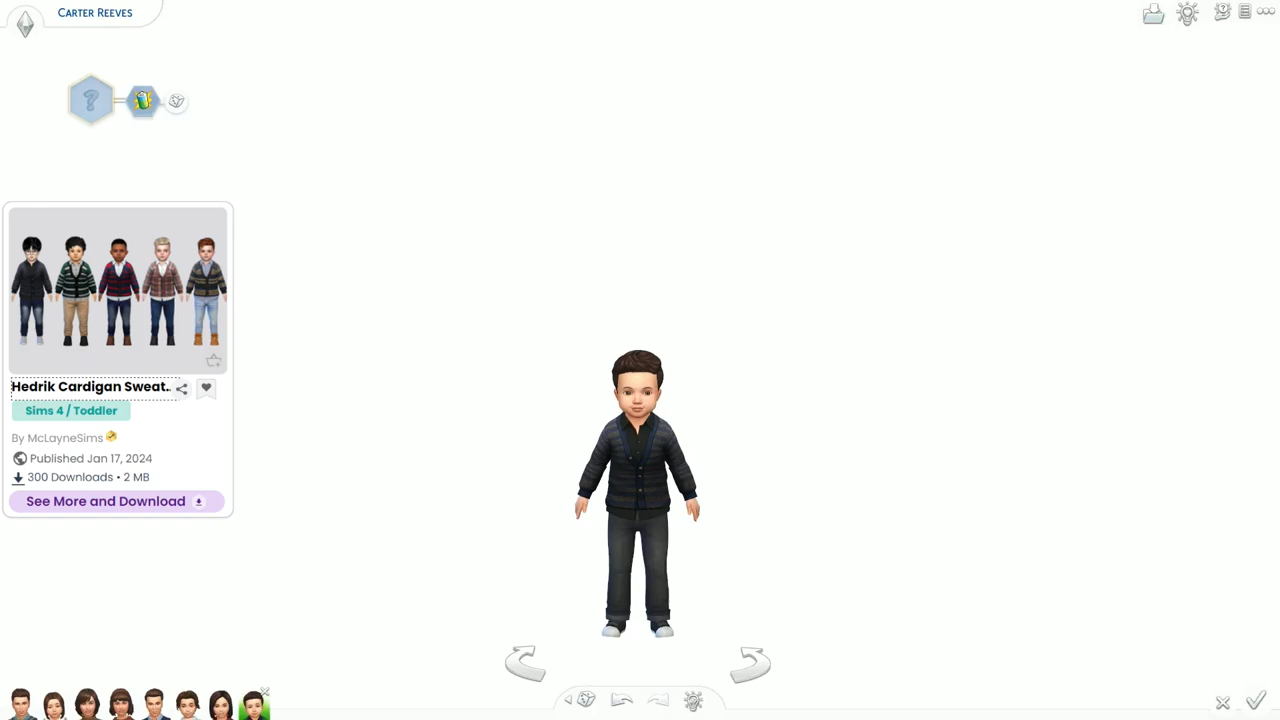 CARTER REEVES
Hedrik Cardigan Sweat..
Sims 4 / Toddler
By McLayneSims
Published Jan 17, 2024
300 Downloads • 2 MB
See More and Download